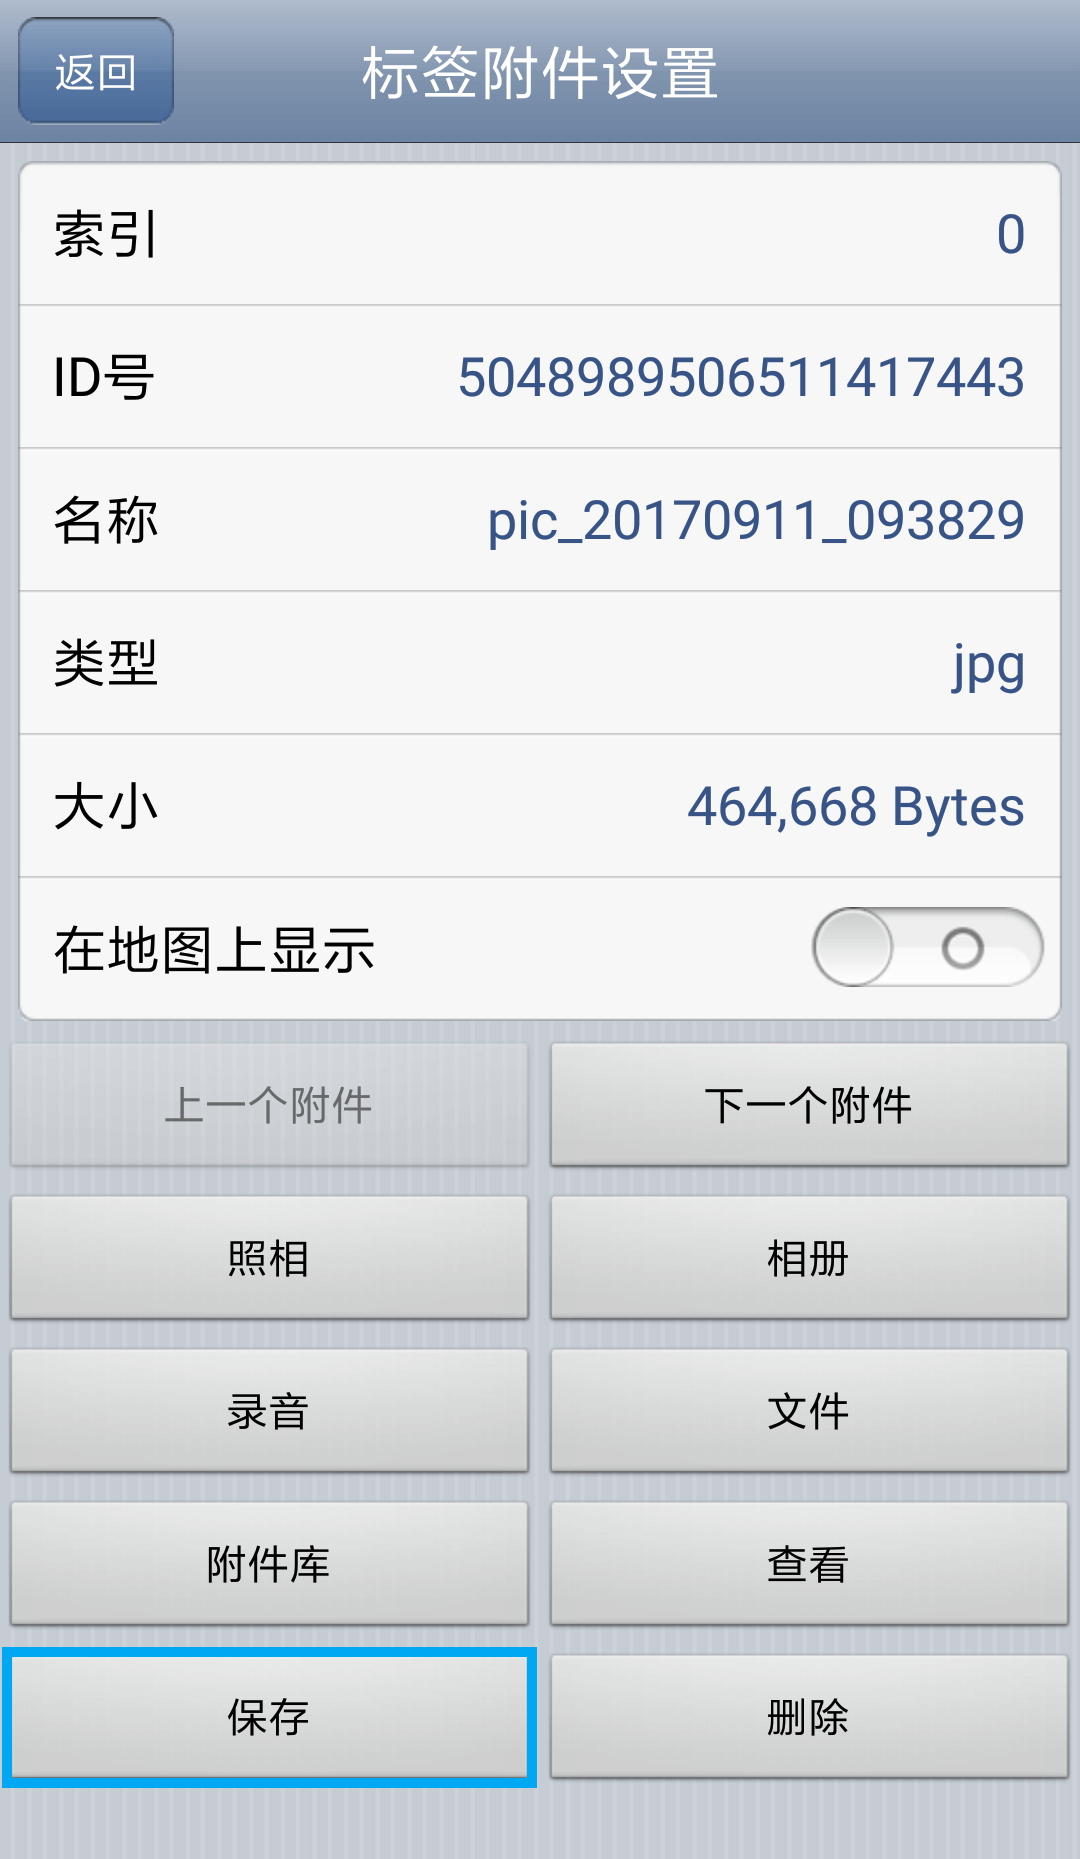 返回
标签附件设置
索引 0
ID号 5048989506511417443
名称 pic_20170911_093829
类型 jpg
大小 464,668 Bytes
在地图上显示
上一个附件 下一个附件
照相 相册
录音 文件
附件库 查看
保存 删除